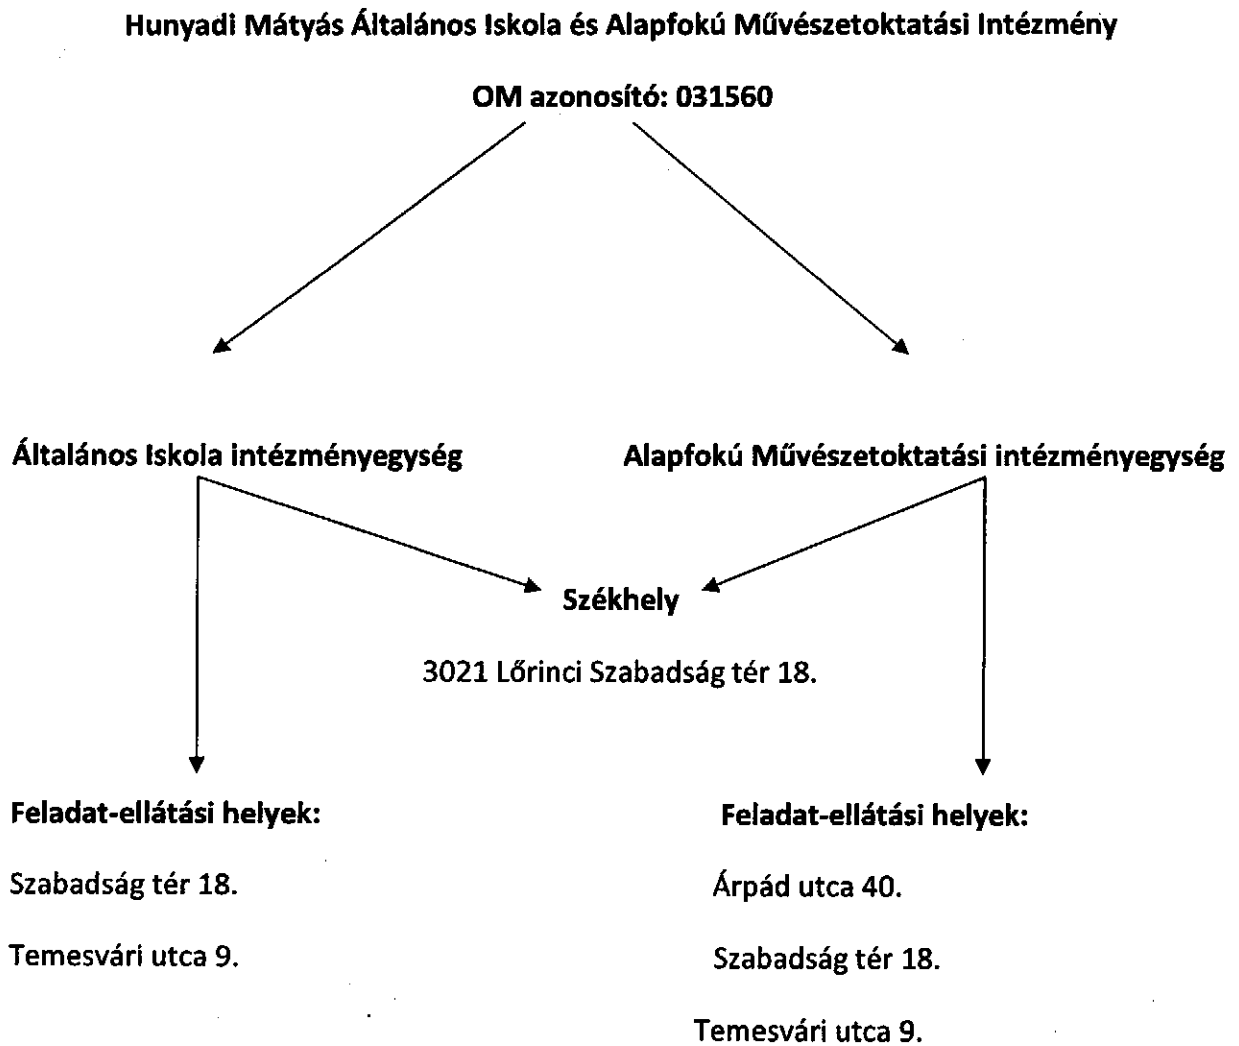 Hunyadi Mátyás Általános Iskola és Alapfokú Művészetoktatási Intézmény
OM azonosító: 031560
Általános Iskola intézményegység
Alapfokú Művészetoktatási intézményegység
Székhely
3021 Lőrinci Szabadság tér 18.
Feladat-ellátási helyek:
Szabadság tér 18.
Temesvári utca 9.
Feladat-ellátási helyek:
Árpád utca 40.
Szabadság tér 18.
Temesvári utca 9.